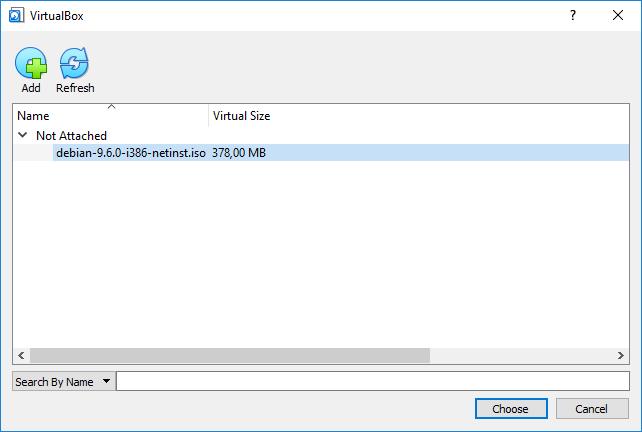 VirtualBox
Add Refresh
Name Virtual Size
Not Attached
debian-9.6.0-i386-netinst.iso 378,00 MB
Search By Name
Choose Cancel